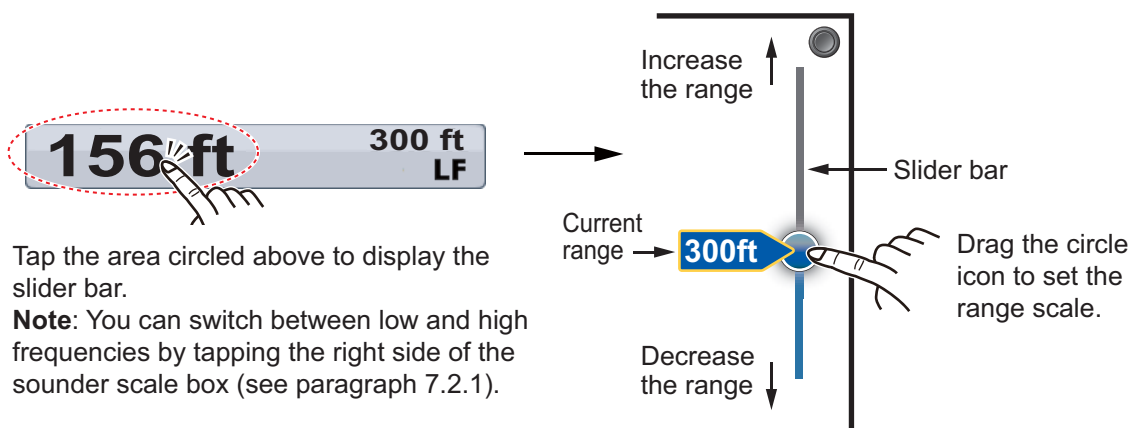 156 ft
300 ft
LF
Tap the area circled above to display the
slider bar.
Note: You can switch between low and high
frequencies by tapping the right side of the
sounder scale box (see paragraph 7.2.1).
Increase
the range
Slider bar
Current
range
300ft
Drag the circle
icon to set the
range scale.
Decrease
the range